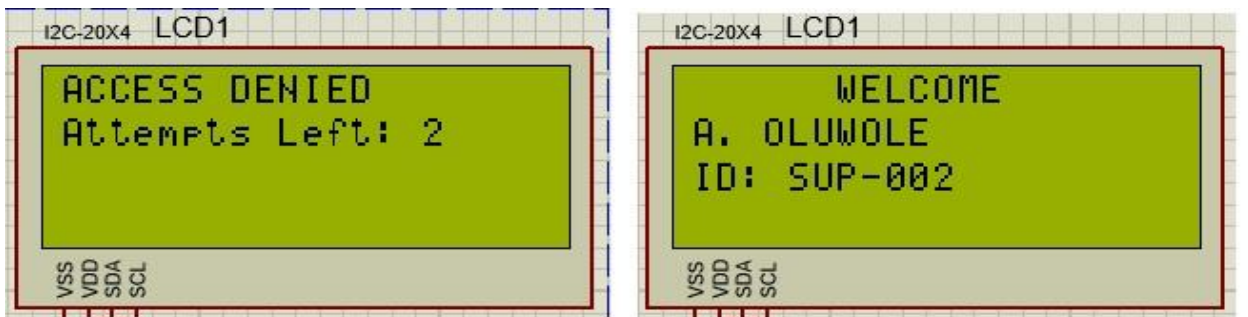 I2C-20X4 LCD1
ACCESS DENIED
Attempts Left: 2
VSS
VDD
SDA
SCL
I2C-20X4 LCD1
WELCOME
A. OLUWOLE
ID: SUP-002
VSS
VDD
SDA
SCL